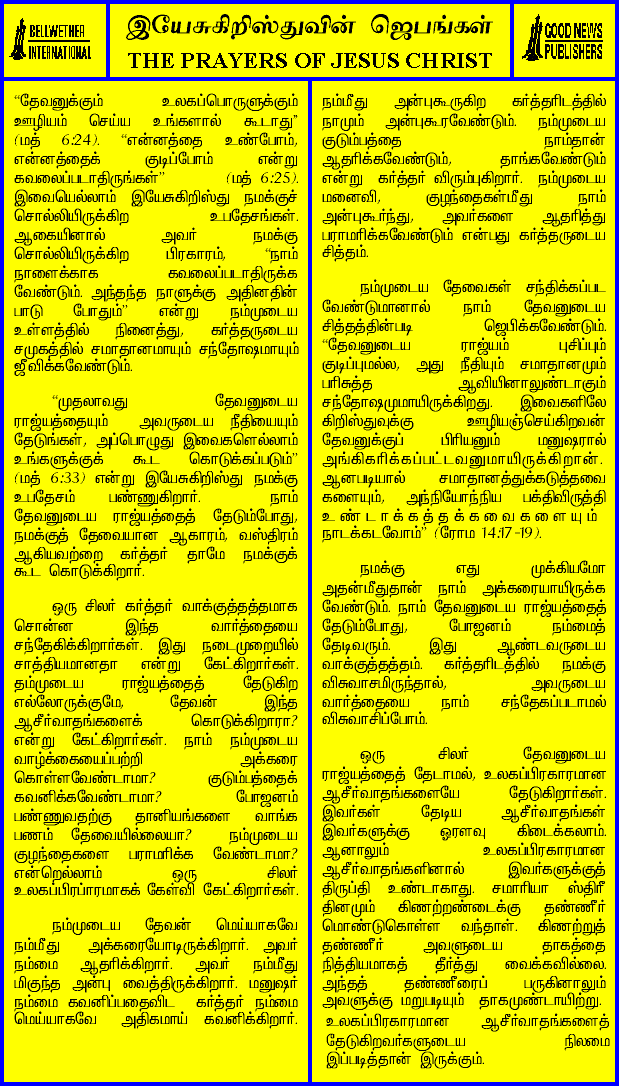 BELLWETHER
INTERNATIONAL
இயேசுகிறிஸ்துவின் ஜெபங்கள்
THE PRAYERS OF JESUS CHRIST
GOOD NEWS
PUBLISHERS
“தேவனுக்கும் உலகப்பொருளுக்கும்
ஊழியம் செய்ய உங்களால் கூடாது”
(மத் 6:24). “என்னத்தை உண்போம்,
என்னத்தைக் குடிப்போம் என்று
கவலைப்படாதிருங்கள்” (மத் 6:25).
இவையெல்லாம் இயேசுகிறிஸ்து நமக்குச்
சொல்லியிருக்கிற உபதேசங்கள்.
ஆகையினால் அவர் நமக்கு
சொல்லியிருக்கிற பிரகாரம், “நாம்
நாளைக்காக கவலைப்படாதிருக்க
வேண்டும். அந்தந்த நாளுக்கு அதினதின்
பாடு போதும்” என்று நம்முடைய
உள்ளத்தில் நினைத்து, கர்த்தருடைய
சமுகத்தில் சமாதானமாயும் சந்தோஷமாயும்
ஜீவிக்கவேண்டும்.
“முதலாவது தேவனுடைய
ராஜ்யத்தையும் அவருடைய நீதியையும்
தேடுங்கள், அப்பொழுது இவைகளெல்லாம்
உங்களுக்குக் கூட கொடுக்கப்படும்”
(மத் 6:33) என்று இயேசுகிறிஸ்து நமக்கு
உபதேசம் பண்ணுகிறார். நாம்
தேவனுடைய ராஜ்யத்தைத் தேடும்போது,
நமக்குத் தேவையான ஆகாரம், வஸ்திரம்
ஆகியவற்றை கர்த்தர் தாமே நமக்குக்
கூட கொடுக்கிறார்.
ஒரு சிலர் கர்த்தர் வாக்குத்தத்தமாக
சொன்ன இந்த வார்த்தையை
சந்தேகிக்கிறார்கள். இது நடைமுறையில்
சாத்தியமானதா என்று கேட்கிறார்கள்.
தம்முடைய ராஜ்யத்தைத் தேடுகிற
எல்லோருக்குமே, தேவன் இந்த
ஆசீர்வாதங்களைக் கொடுக்கிறாரா?
என்று கேட்கிறார்கள். நாம் நம்முடைய
வாழ்க்கையைப்பற்றி அக்கரை
கொள்ளவேண்டாமா? குடும்பத்தைக்
கவனிக்கவேண்டாமா? போஜனம்
பண்ணுவதற்கு தானியங்களை வாங்க
பணம் தேவையில்லையா? நம்முடைய
குழந்தைகளை பராமரிக்க வேண்டாமா?
என்றெல்லாம் ஒரு சிலர்
உலகப்பிரபாரமாகக் கேள்வி கேட்கிறார்கள்.
நம்முடைய தேவன் மெய்யாகவே
நம்மீது அக்கரையோடிருக்கிறார். அவர்
நம்மை ஆதரிக்கிறார். அவர் நம்மீது
மிகுந்த அன்பு வைத்திருக்கிறார். மனுஷர்
நம்மை கவனிப்பதைவிட கர்த்தர் நம்மை
மெய்யாகவே அதிகமாய் கவனிக்கிறார்.
நம்மீது அன்புகூருகிற கர்த்தரிடத்தில்
நாமும் அன்புகூரவேண்டும். நம்முடைய
குடும்பத்தை நாம்தான்
ஆதரிக்கவேண்டும், தாங்கவேண்டும்
என்று கர்த்தர் விரும்புகிறார். நம்முடைய
மனைவி, குழந்தைகள்மீது நாம்
அன்புகூர்ந்து, அவர்களை ஆதரித்து
பராமரிக்கவேண்டும் என்பது கர்த்தருடைய
சித்தம்.
நம்முடைய தேவைகள் சந்திக்கப்பட
வேண்டுமானால் நாம் தேவனுடைய
சித்தத்தின்படி ஜெபிக்கவேண்டும்.
“தேவனுடைய ராஜ்யம் புசிப்பும்
குடிப்புமல்ல, அது நீதியும் சமாதானமும்
பரிசுத்த ஆவியினாலுண்டாகும்
சந்தோஷமுமாயிருக்கிறது. இவைகளிலே
கிறிஸ்துவுக்கு ஊழியஞ்செய்கிறவன்
தேவனுக்குப் பிரியனும் மனுஷரால்
அங்கிகரிக்கப்பட்டவனுமாயிருக்கிறான்.
ஆனபடியால் சமாதானத்துக்கடுத்தவை
களையும், அந்நியோந்நிய பக்திவிருத்தி
உண்டாக்கத்தக்கவைகளையும்
நாடக்கடவோம்” (ரோம 14:17-19).
நமக்கு எது முக்கியமோ
அதன்மீதுதான் நாம் அக்கரையாயிருக்க
வேண்டும். நாம் தேவனுடைய ராஜ்யத்தைத்
தேடும்போது, போஜனம் நம்மைத்
தேடிவரும். இது ஆண்டவருடைய
வாக்குத்தத்தம். கர்த்தரிடத்தில் நமக்கு
விசுவாசமிருந்தால், அவருடைய
வார்த்தையை நாம் சந்தேகப்படாமல்
விசுவாசிப்போம்.
ஒரு சிலர் தேவனுடைய
ராஜ்யத்தைத் தேடாமல், உலகப்பிரகாரமான
ஆசீர்வாதங்களையே தேடுகிறார்கள்.
இவர்கள் தேடிய ஆசீர்வாதங்கள்
இவர்களுக்கு ஓரளவு கிடைக்கலாம்.
ஆனாலும் உலகப்பிரகாரமான
ஆசீர்வாதங்களினால் இவர்களுக்குத்
திருப்தி உண்டாகாது. சமாரியா ஸ்திரீ
தினமும் கிணற்றண்டைக்கு தண்ணீர்
மொண்டுகொள்ள வந்தாள். கிணற்றுத்
தண்ணீர் அவளுடைய தாகத்தை
நித்தியமாகத் தீர்த்து வைக்கவில்லை.
அந்தத் தண்ணீரைப் பருகினாலும்
அவளுக்கு மறுபடியும் தாகமுண்டாயிற்று.
உலகப்பிரகாரமான ஆசீர்வாதங்களைத்
தேடுகிறவர்களுடைய நிலமை
இப்படித்தான் இருக்கும்.